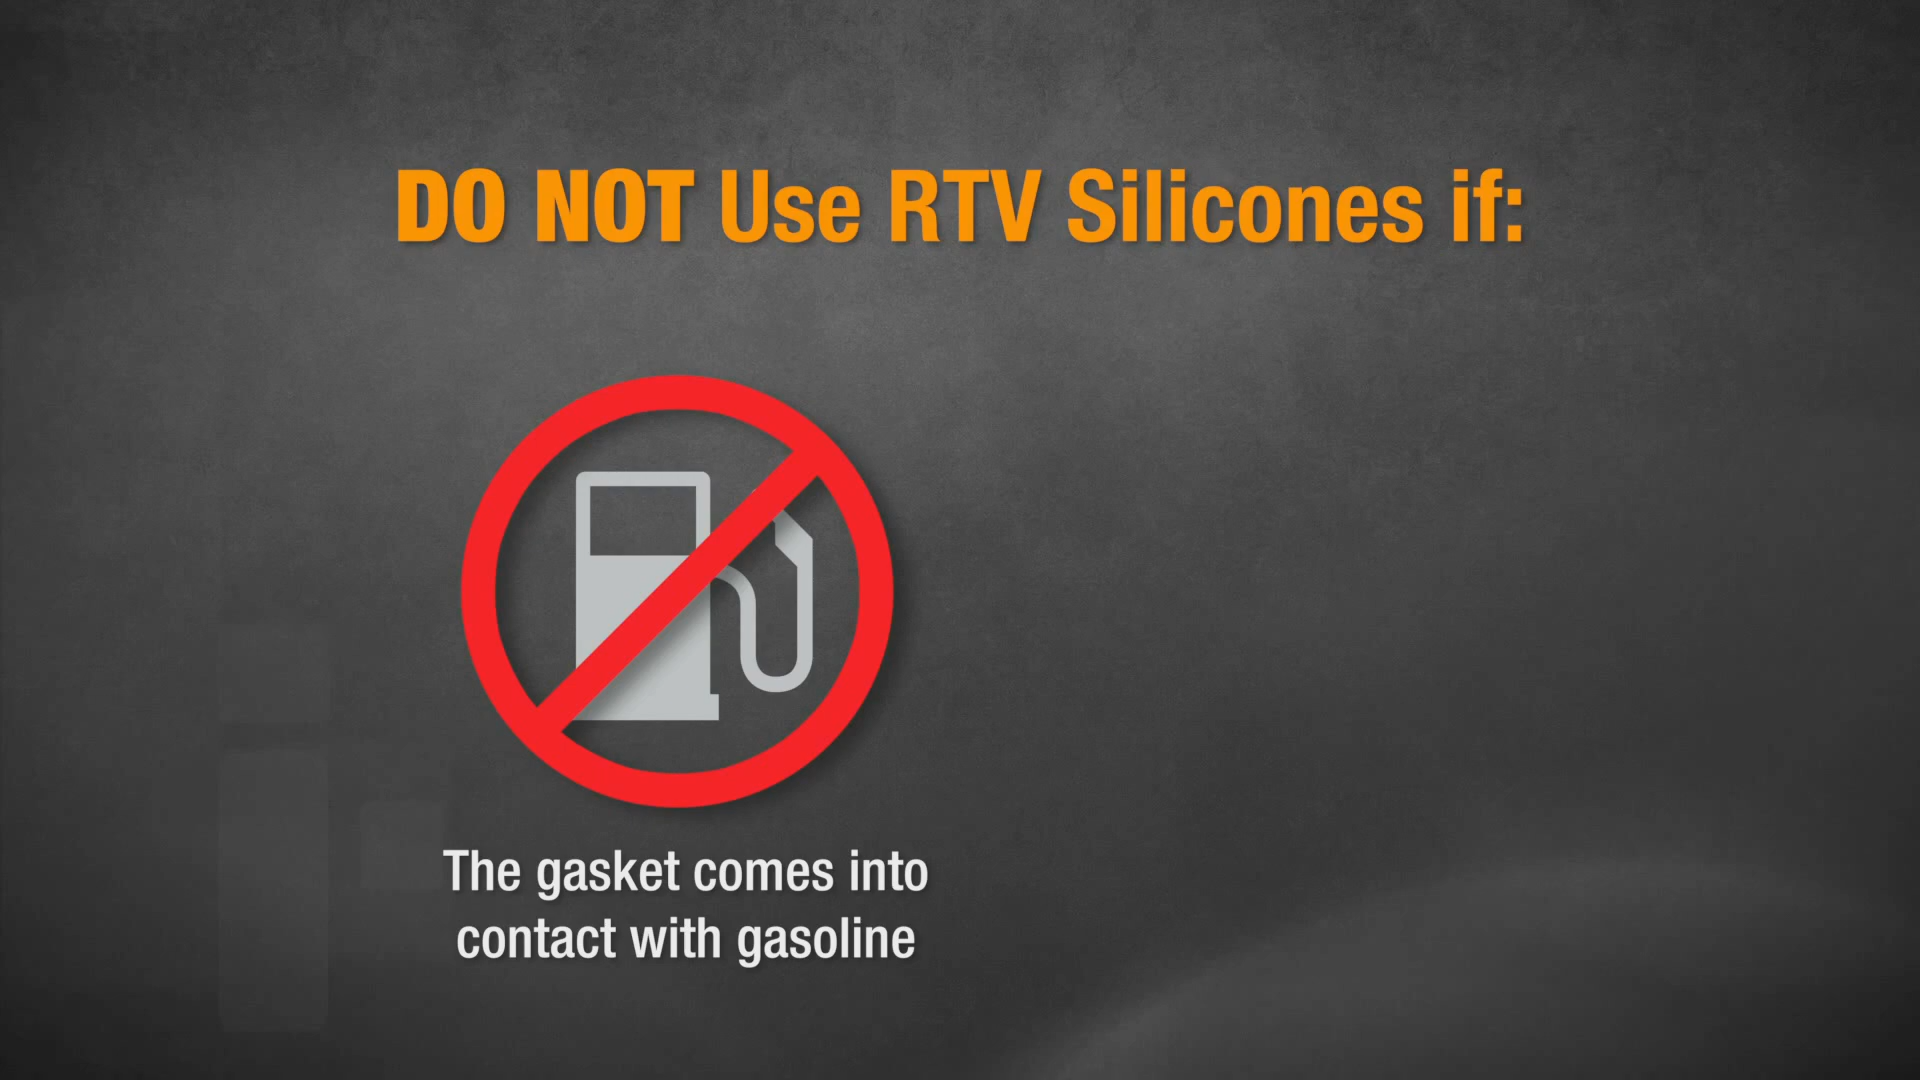 DO NOT Use RTV Silicones if:
The gasket comes into
contact with gasoline